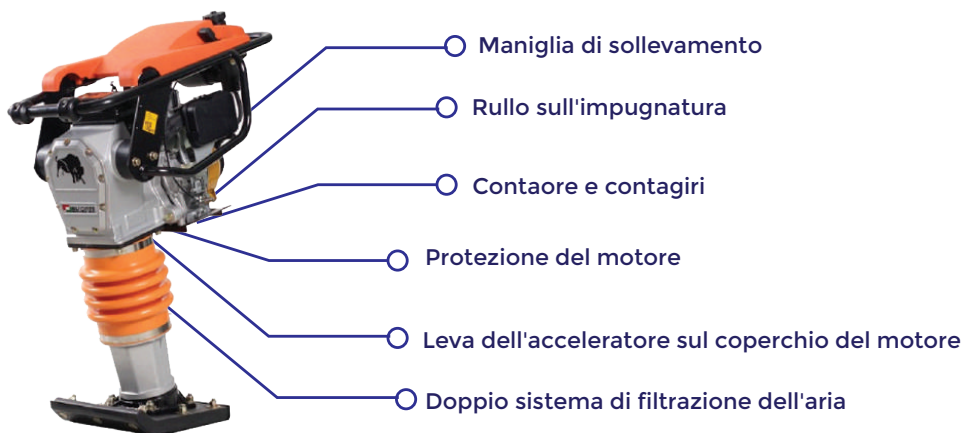 Maniglia di sollevamento
Rullo sull'impugnatura
Contaore e contagiri
Protezione del motore
Leva dell'acceleratore sul coperchio del motore
Doppio sistema di filtrazione dell'aria